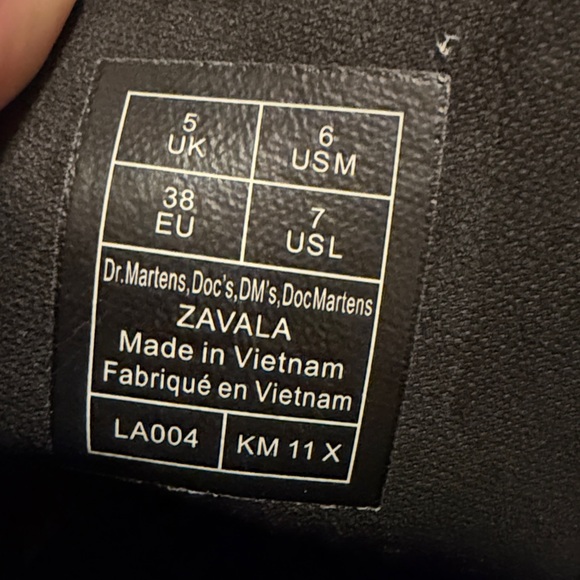 5
UK
6
USM
38
EU
7
USL
Dr.Martens,Doc's,DM's,DocMartens
ZAVALA
Made in Vietnam
Fabriqué en Vietnam
LA004
KM 11 X